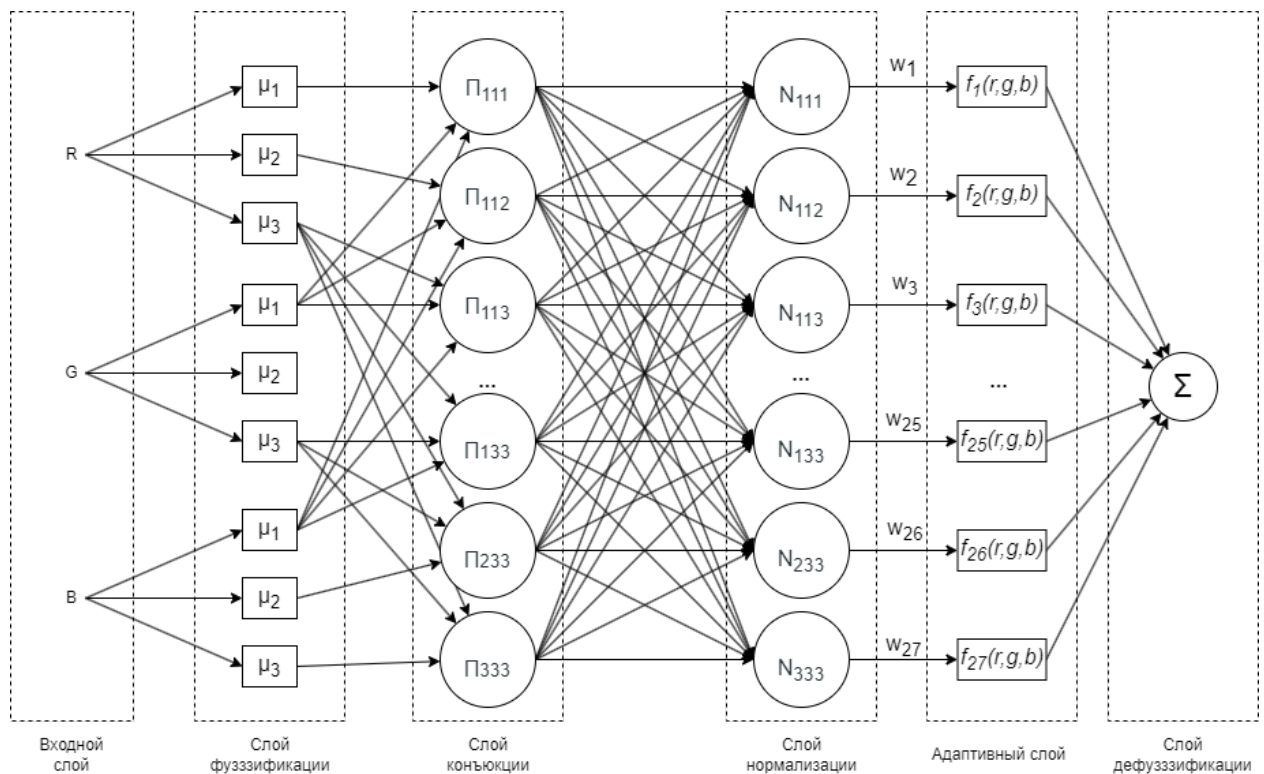 R
G
B
μ1
μ2
μ3
μ1
μ2
μ3
μ1
μ2
μ3
П111
П112
П113
...
П133
П233
П333
N111
N112
N113
...
N133
N233
N333
w1
w2
w3
w25
w26
w27
f1(r,g,b)
f2(r,g,b)
f3(r,g,b)
...
f25(r,g,b)
f26(r,g,b)
f27(r,g,b)
Σ
Входной
слой
Слой
фузззификации
Слой
конъюкции
Слой
нормализации
Адаптивный слой
Слой
дефузззификации